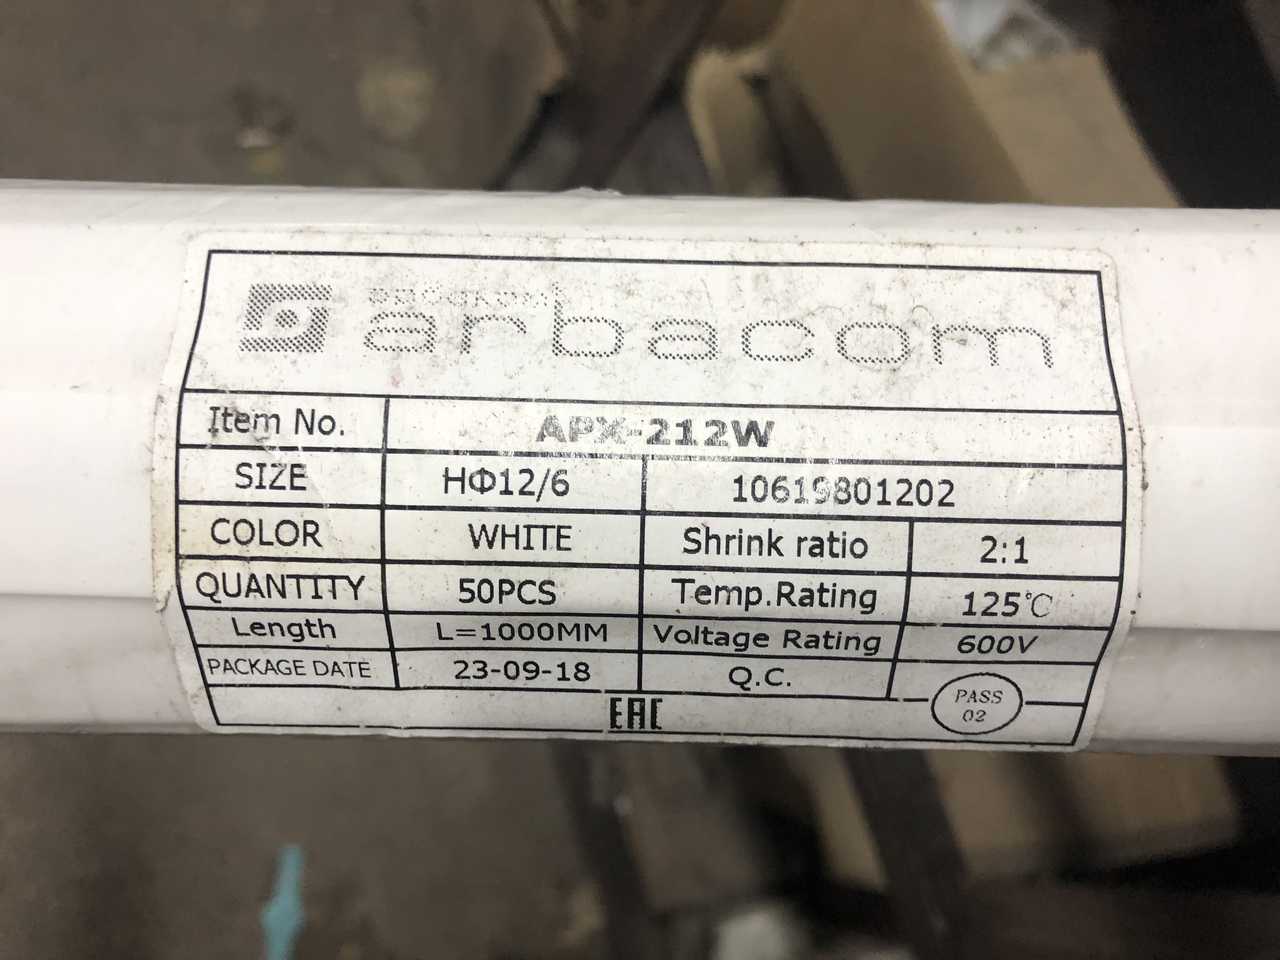 arbacom
Item No. APX-212W
SIZE HΦ12/6 10619801202
COLOR WHITE Shrink ratio 2:1
QUANTITY 50PCS Temp.Rating 125℃
Length L=1000MM Voltage Rating 600V
PACKAGE DATE 23-09-18 Q.C.
PASS
02
EAC